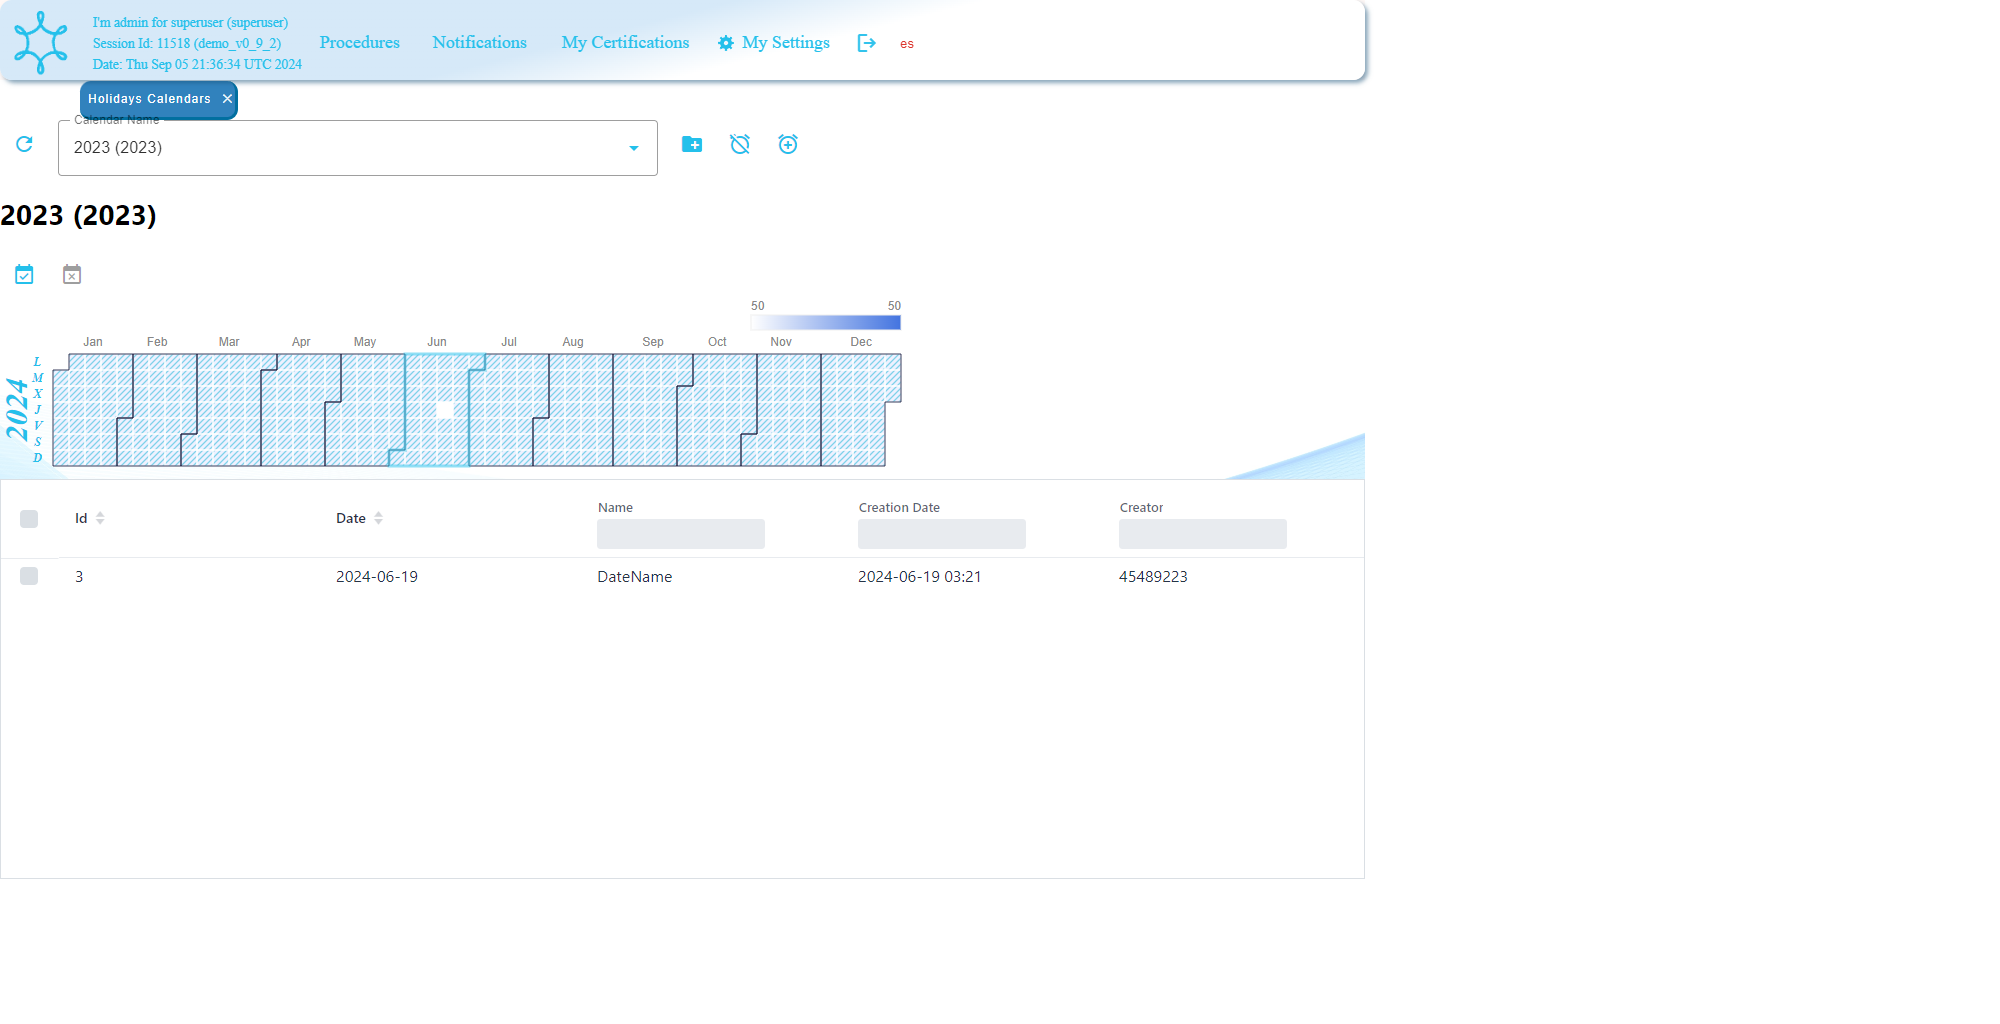 I'm admin for superuser (superuser)
Session Id: 11518 (demo_v0_9_2)
Date: Thu Sep 05 21:36:34 UTC 2024
Procedures
Notifications
My Certifications
My Settings
es
Holidays Calendars
Calendar Name
2023 (2023)
2023 (2023)
50 50
Jan Feb Mar Apr May Jun Jul Aug Sep Oct Nov Dec
2024
L
M
X
J
V
S
D
Id Date Name Creation Date Creator
3 2024-06-19 DateName 2024-06-19 03:21 45489223